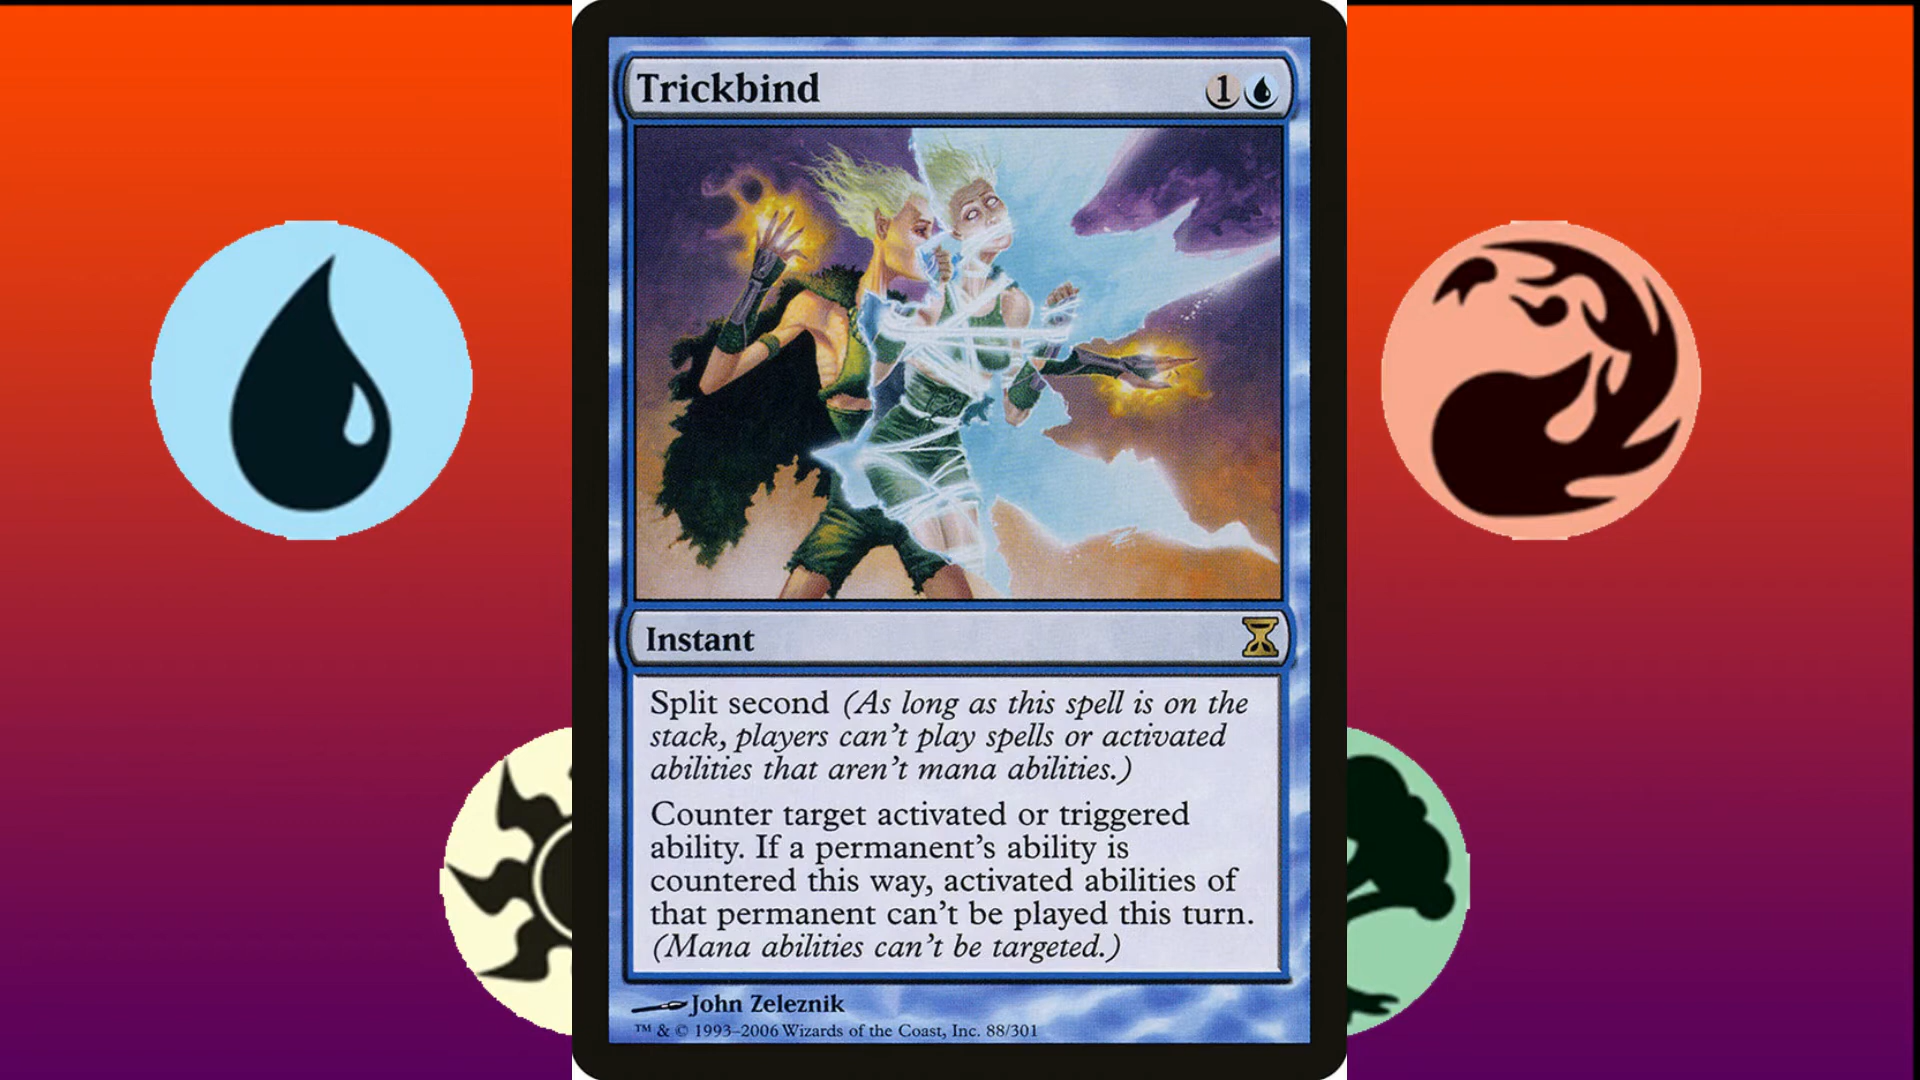 Trickbind 1
Instant
Split second (As long as this spell is on the
stack, players can't play spells or activated
abilities that aren't mana abilities.)
Counter target activated or triggered
ability. If a permanent's ability is
countered this way, activated abilities of
that permanent can't be played this turn.
(Mana abilities can't be targeted.)
John Zeleznik
™ & © 1993–2006 Wizards of the Coast, Inc. 88/301